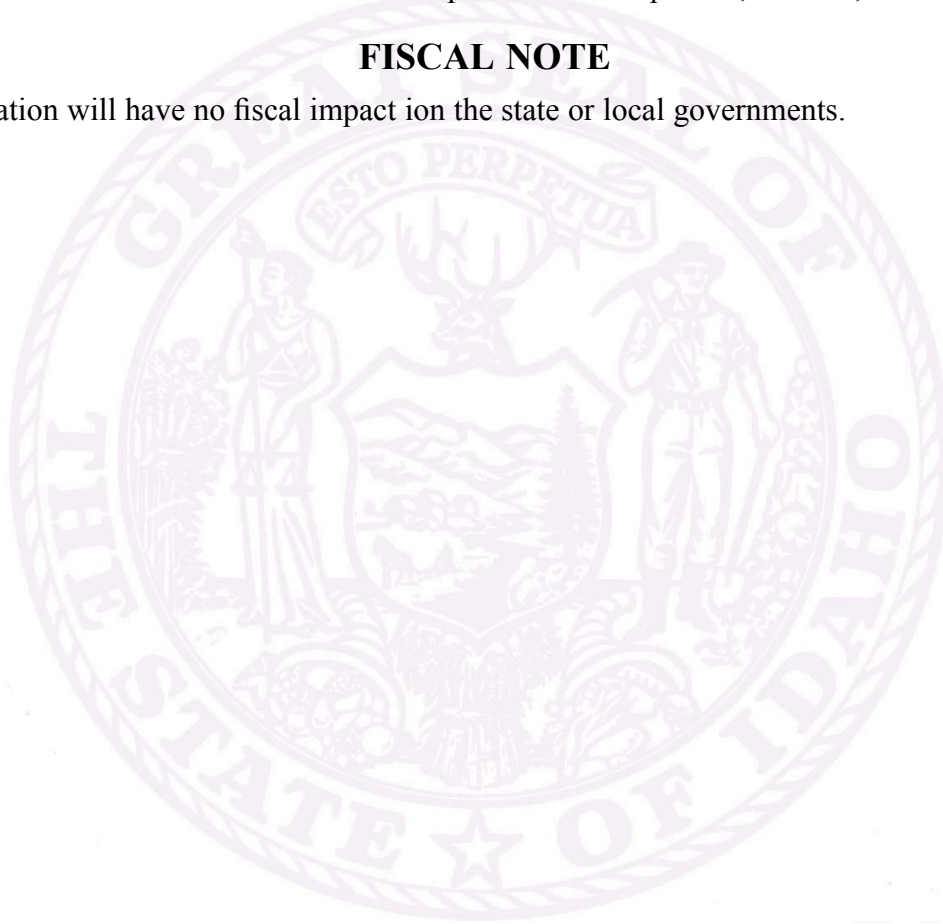 FISCAL NOTE
ation will have no fiscal impact ion the state or local governments.
GREAT SEAL OF
ESTO PERPETUA
THE STATE ★ OF IDAHO